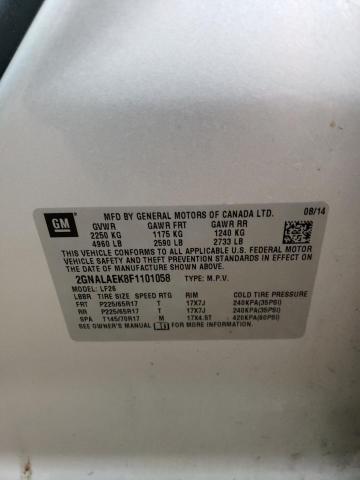 GM
MFD BY GENERAL MOTORS OF CANADA LTD. 08/14
GVWR GAWR FRT GAWR RR
2250 KG 1175 KG 1240 KG
4960 LB 2590 LB 2733 LB
THIS VEHICLE CONFORMS TO ALL APPLICABLE U.S. FEDERAL MOTOR
VEHICLE SAFETY, BUMPER, AND THEFT PREVENTION STANDARDS
IN EFFECT ON THE DATE OF MANUFACTURE SHOWN ABOVE.
2GNALAEK8F1101058 TYPE: M.P.V.
MODEL: LF26
LBBR TIRE SIZE SPEED RTG RIM COLD TIRE PRESSURE
FRT P225/65R17 T 17X7J 240KPA(35PSI)
RR P225/65R17 T 17X7J 240KPA(35PSI)
SPA T145/70R17 M 17X4.5T 420KPA(60PSI)
SEE OWNER'S MANUAL FOR ADDITIONAL INFORMATION.